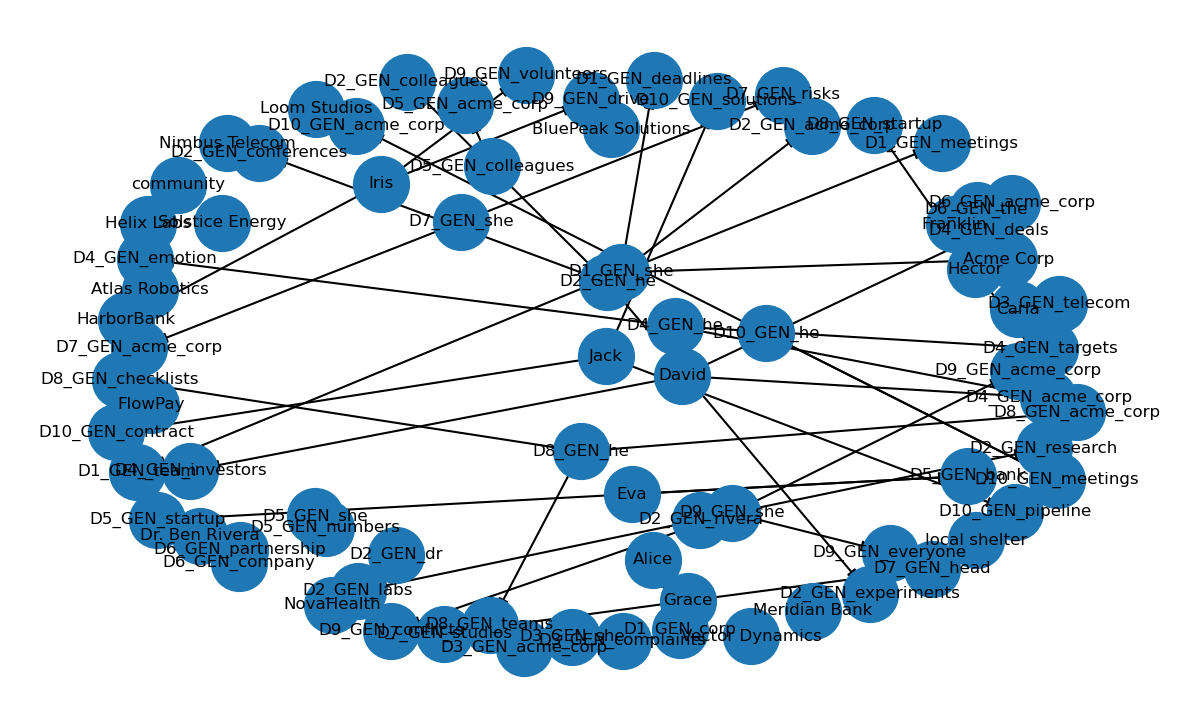 D9_GEN_volunteers
D2_GEN_colleagues
D1_GEN_deadlines
D7_GEN_risks
D9_GEN_drive
D10_GEN_solutions
D5_GEN_acme_corp
Loom Studios
D10_GEN_acme_corp
D2_GEN_acme_corp
D8_GEN_startup
BluePeak Solutions
Nimbus Telecom
D1_GEN_meetings
D2_GEN_conferences
D5_GEN_colleagues
community
Iris
D6_GEN_acme_corp
D6_GEN_the
Helix Labs
Solstice Energy
D7_GEN_she
Franklin
D4_GEN_deals
D4_GEN_emotion
Acme Corp
Hector
D1_GEN_she
D2_GEN_he
Atlas Robotics
D3_GEN_telecom
Carla
HarborBank
D4_GEN_he
D10_GEN_he
D7_GEN_acme_corp
D4_GEN_targets
Jack
D9_GEN_acme_corp
David
D8_GEN_checklists
D4_GEN_acme_corp
FlowPay
D8_GEN_acme_corp
D10_GEN_contract
D2_GEN_research
D8_GEN_he
D1_GEN_team
D4_GEN_investors
D5_GEN_bank
D10_GEN_meetings
Eva
D10_GEN_pipeline
D9_GEN_she
D5_GEN_she
D5_GEN_startup
D2_GEN_rivera
D5_GEN_numbers
Dr. Ben Rivera
local shelter
D6_GEN_partnership
D9_GEN_everyone
D2_GEN_dr
D6_GEN_company
Alice
D7_GEN_head
D2_GEN_labs
D2_GEN_experiments
NovaHealth
Grace
Meridian Bank
D8_GEN_teams
D7_GEN_studios
D1_GEN_corp
D3_GEN_she
Vector Dynamics
D3_GEN_complaints
D3_GEN_acme_corp